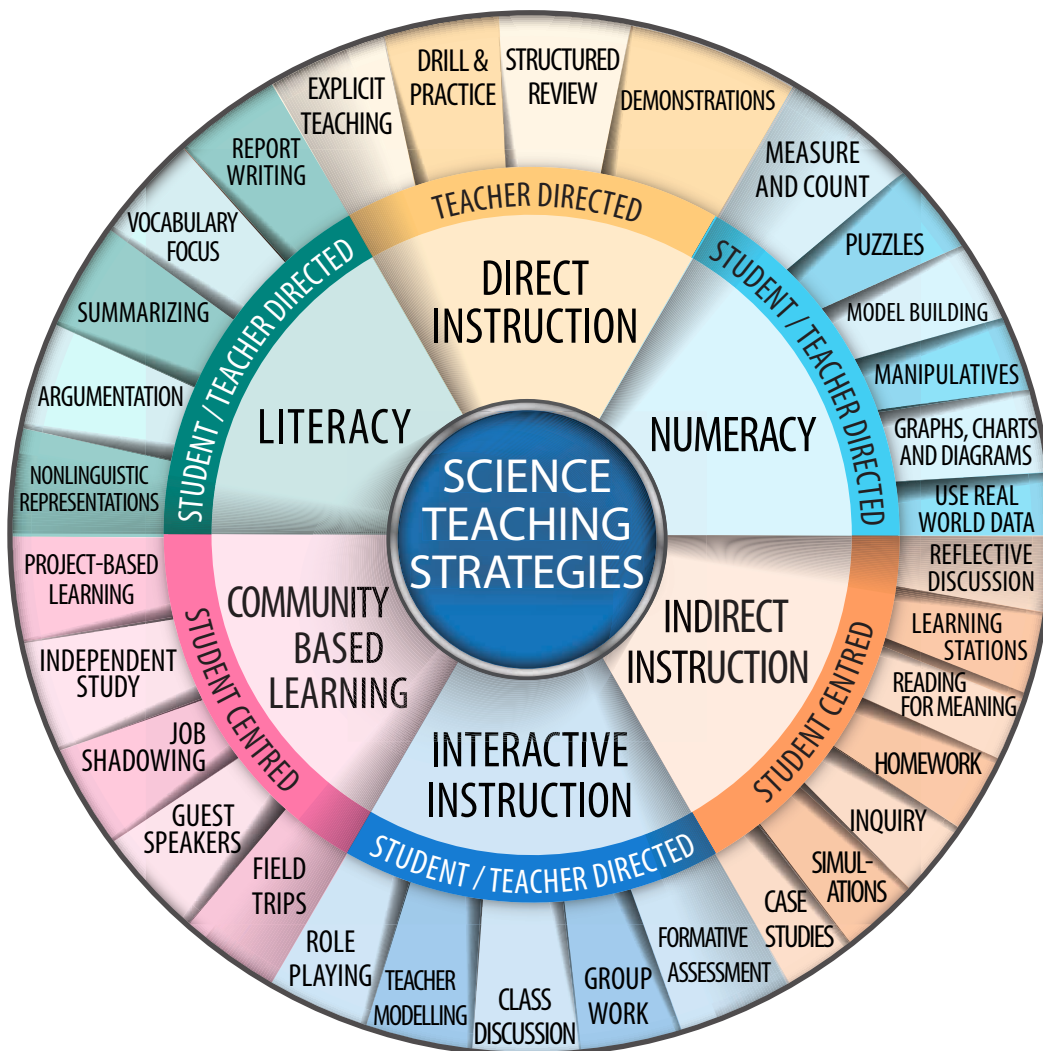 SCIENCE
TEACHING
STRATEGIES
DIRECT
INSTRUCTION
TEACHER DIRECTED
EXPLICIT
TEACHING
DRILL &
PRACTICE
STRUCTURED
REVIEW
DEMONSTRATIONS
NUMERACY
STUDENT / TEACHER DIRECTED
MEASURE
AND COUNT
PUZZLES
MODEL BUILDING
MANIPULATIVES
GRAPHS, CHARTS
AND DIAGRAMS
USE REAL
WORLD DATA
INDIRECT
INSTRUCTION
STUDENT CENTRED
REFLECTIVE
DISCUSSION
LEARNING
STATIONS
READING
FOR MEANING
HOMEWORK
INQUIRY
SIMUL-
ATIONS
CASE
STUDIES
INTERACTIVE
INSTRUCTION
STUDENT / TEACHER DIRECTED
FORMATIVE
ASSESSMENT
GROUP
WORK
CLASS
DISCUSSION
TEACHER
MODELLING
ROLE
PLAYING
COMMUNITY
BASED
LEARNING
STUDENT CENTRED
FIELD
TRIPS
GUEST
SPEAKERS
JOB
SHADOWING
INDEPENDENT
STUDY
PROJECT-BASED
LEARNING
LITERACY
STUDENT / TEACHER DIRECTED
NONLINGUISTIC
REPRESENTATIONS
ARGUMENTATION
SUMMARIZING
VOCABULARY
FOCUS
REPORT
WRITING